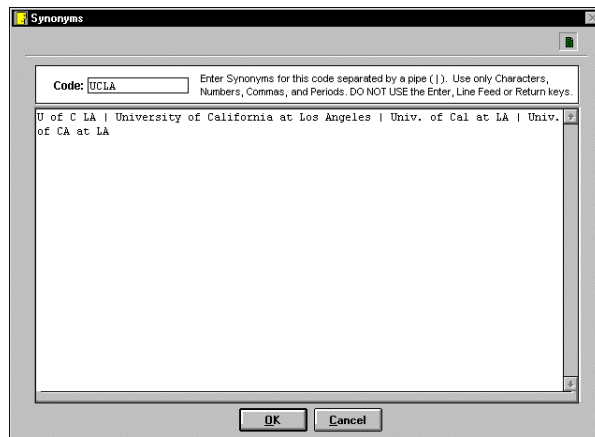 Synonyms
Code: UCLA
Enter Synonyms for this code separated by a pipe ( | ). Use only Characters,
Numbers, Commas, and Periods. DO NOT USE the Enter, Line Feed or Return keys.
U of C LA | University of California at Los Angeles | Univ. of Cal at LA | Univ.
of CA at LA
OK Cancel